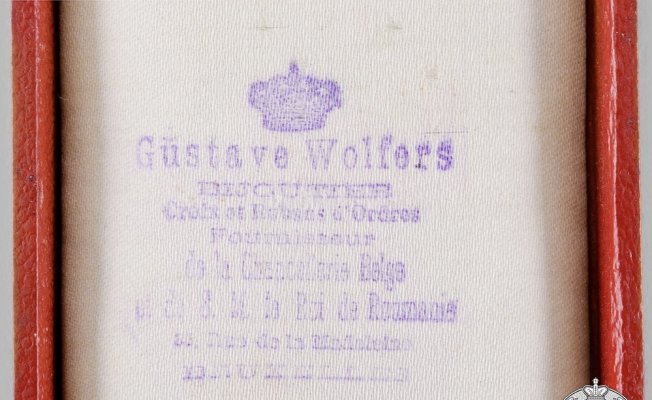 Gustave Wolfers
BIJOUTIER
Croix et Rubans d'Ordres
Fournisseur
de la Chancellerie Belge
et de S. M. le Roi de Roumanie
Rue de la Madeleine
BRUXELLES